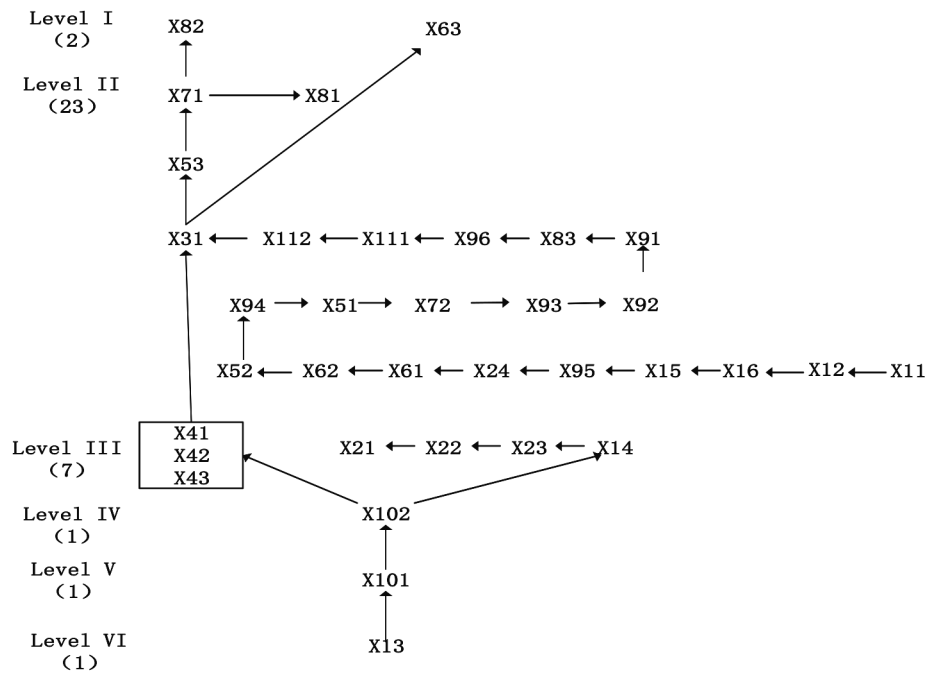 Level I
(2)
X82
X63
Level II
(23)
X71
X81
X53
X31
X112
X111
X96
X83
X91
X94
X51
X72
X93
X92
X52
X62
X61
X24
X95
X15
X16
X12
X11
Level III
(7)
X41
X42
X43
X21
X22
X23
X14
Level IV
(1)
X102
Level V
(1)
X101
Level VI
(1)
X13